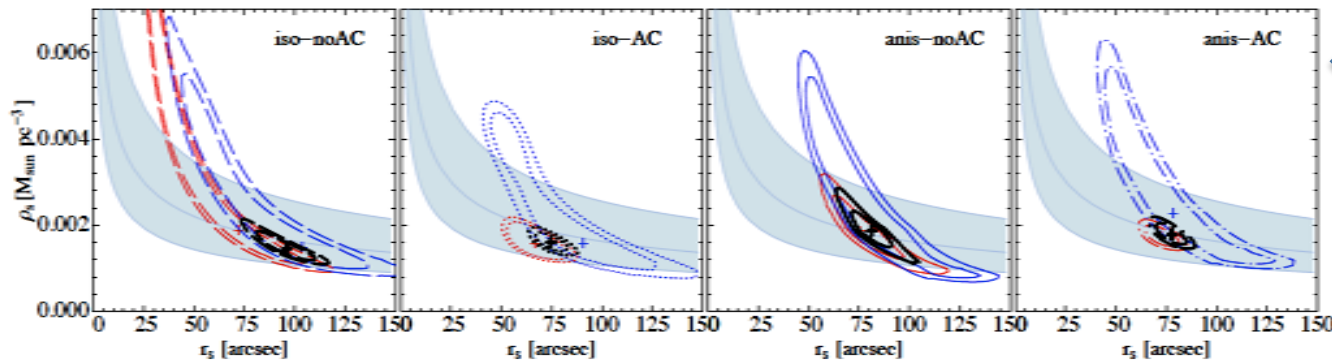 iso-noAC
iso-AC
anis-noAC
anis-AC
ρs [Msun pc⁻³]
0.006
0.004
0.002
0.000
0 25 50 75 100 125 150
25 50 75 100 125 150
25 50 75 100 125 150
25 50 75 100 125 150
rs [arcsec]
rs [arcsec]
rs [arcsec]
rs [arcsec]